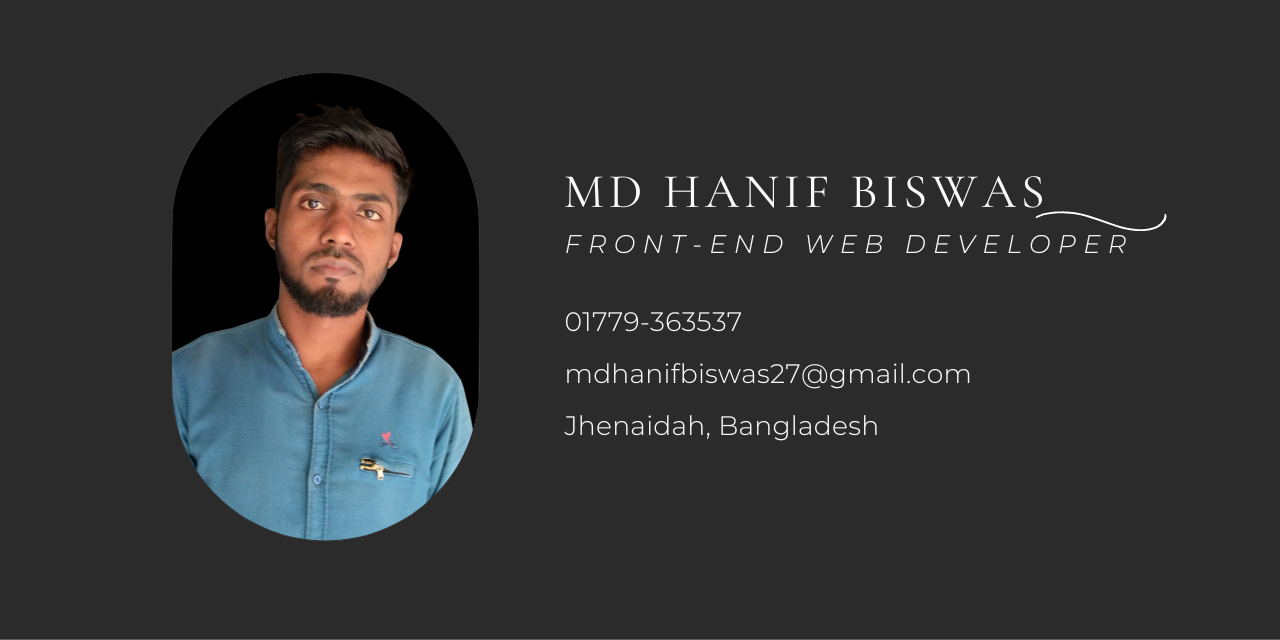 MD HANIF BISWAS
FRONT-END WEB DEVELOPER
01779-363537
mdhanifbiswas27@gmail.com
Jhenaidah, Bangladesh